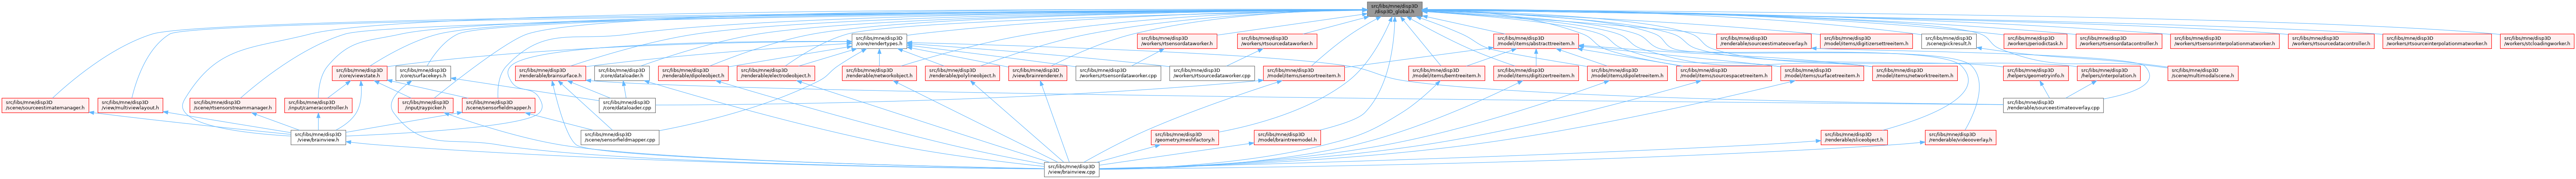 src/libs/mne/disp3D
/disp3D_global.h
src/libs/mne/disp3D
/core/rendertypes.h
src/libs/mne/disp3D
/workers/rtsensordataworker.h
src/libs/mne/disp3D
/workers/rtsourcedataworker.h
src/libs/mne/disp3D
/model/items/abstracttreeitem.h
src/libs/mne/disp3D
/renderable/sourceestimateoverlay.h
src/libs/mne/disp3D
/model/items/digitizersettreeitem.h
src/libs/mne/disp3D
/scene/pickresult.h
src/libs/mne/disp3D
/workers/periodictask.h
src/libs/mne/disp3D
/workers/rtsensordatacontroller.h
src/libs/mne/disp3D
/workers/rtsensorinterpolationmatworker.h
src/libs/mne/disp3D
/workers/rtsourcedatacontroller.h
src/libs/mne/disp3D
/workers/rtsourceinterpolationmatworker.h
src/libs/mne/disp3D
/workers/stcloadingworker.h
src/libs/mne/disp3D
/core/viewstate.h
src/libs/mne/disp3D
/core/surfacekeys.h
src/libs/mne/disp3D
/renderable/brainsurface.h
src/libs/mne/disp3D
/core/dataloader.h
src/libs/mne/disp3D
/renderable/dipoleobject.h
src/libs/mne/disp3D
/renderable/electrodeobject.h
src/libs/mne/disp3D
/renderable/networkobject.h
src/libs/mne/disp3D
/renderable/polylineobject.h
src/libs/mne/disp3D
/view/brainrenderer.h
src/libs/mne/disp3D
/workers/rtsensordataworker.cpp
src/libs/mne/disp3D
/workers/rtsourcedataworker.cpp
src/libs/mne/disp3D
/model/items/sensortreeitem.h
src/libs/mne/disp3D
/model/items/bemtreeitem.h
src/libs/mne/disp3D
/model/items/digitizertreeitem.h
src/libs/mne/disp3D
/model/items/dipoletreeitem.h
src/libs/mne/disp3D
/model/items/sourcespacetreeitem.h
src/libs/mne/disp3D
/model/items/surfacetreeitem.h
src/libs/mne/disp3D
/model/items/networktreeitem.h
src/libs/mne/disp3D
/helpers/geometryinfo.h
src/libs/mne/disp3D
/helpers/interpolation.h
src/libs/mne/disp3D
/scene/multimodalscene.h
src/libs/mne/disp3D
/scene/sourceestimatemanager.h
src/libs/mne/disp3D
/view/multiviewlayout.h
src/libs/mne/disp3D
/scene/rtsensorstreammanager.h
src/libs/mne/disp3D
/input/cameracontroller.h
src/libs/mne/disp3D
/input/raypicker.h
src/libs/mne/disp3D
/scene/sensorfieldmapper.h
src/libs/mne/disp3D
/core/dataloader.cpp
src/libs/mne/disp3D
/renderable/sourceestimateoverlay.cpp
src/libs/mne/disp3D
/view/brainview.h
src/libs/mne/disp3D
/scene/sensorfieldmapper.cpp
src/libs/mne/disp3D
/geometry/meshfactory.h
src/libs/mne/disp3D
/model/braintreemodel.h
src/libs/mne/disp3D
/renderable/sliceobject.h
src/libs/mne/disp3D
/renderable/videooverlay.h
src/libs/mne/disp3D
/view/brainview.cpp